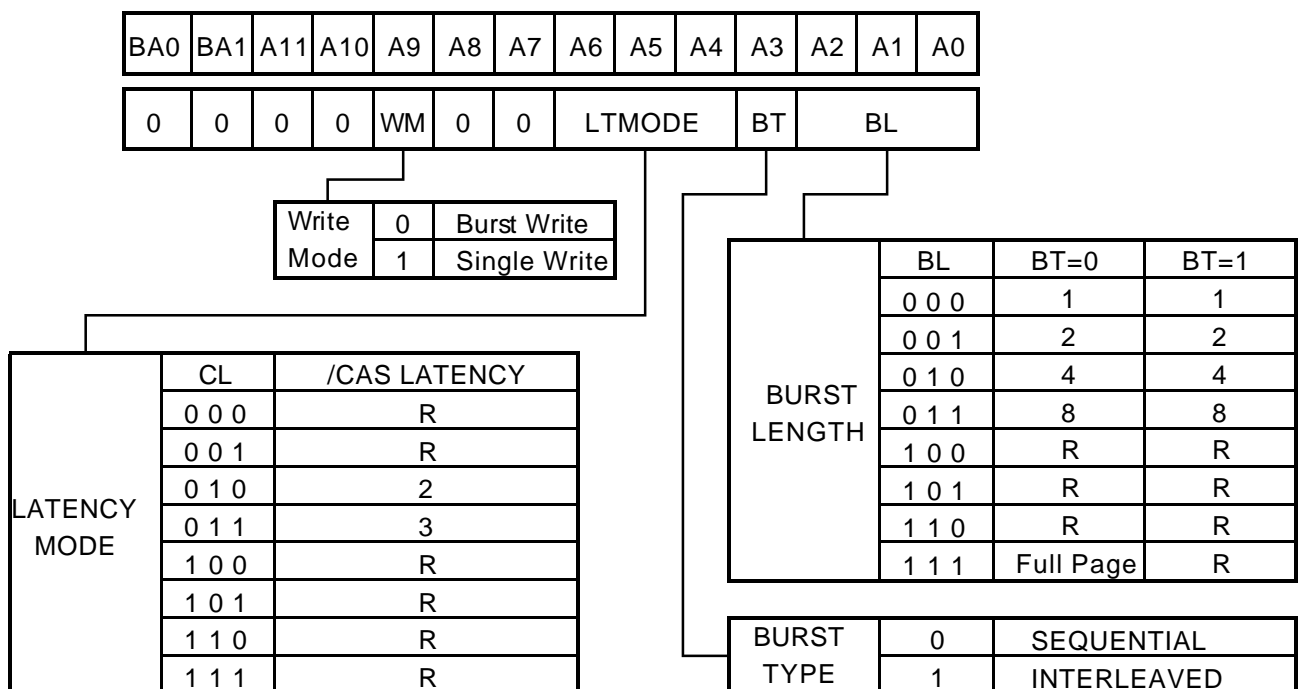 BA0 BA1 A11 A10 A9 A8 A7 A6 A5 A4 A3 A2 A1 A0
0 0 0 0 WM 0 0 LTMODE BT BL
Write Mode
0 Burst Write
1 Single Write
BURST LENGTH
BL BT=0 BT=1
0 0 0 1 1
0 0 1 2 2
0 1 0 4 4
0 1 1 8 8
1 0 0 R R
1 0 1 R R
1 1 0 R R
1 1 1 Full Page R
LATENCY MODE
CL /CAS LATENCY
0 0 0 R
0 0 1 R
0 1 0 2
0 1 1 3
1 0 0 R
1 0 1 R
1 1 0 R
1 1 1 R
BURST TYPE
0 SEQUENTIAL
1 INTERLEAVED